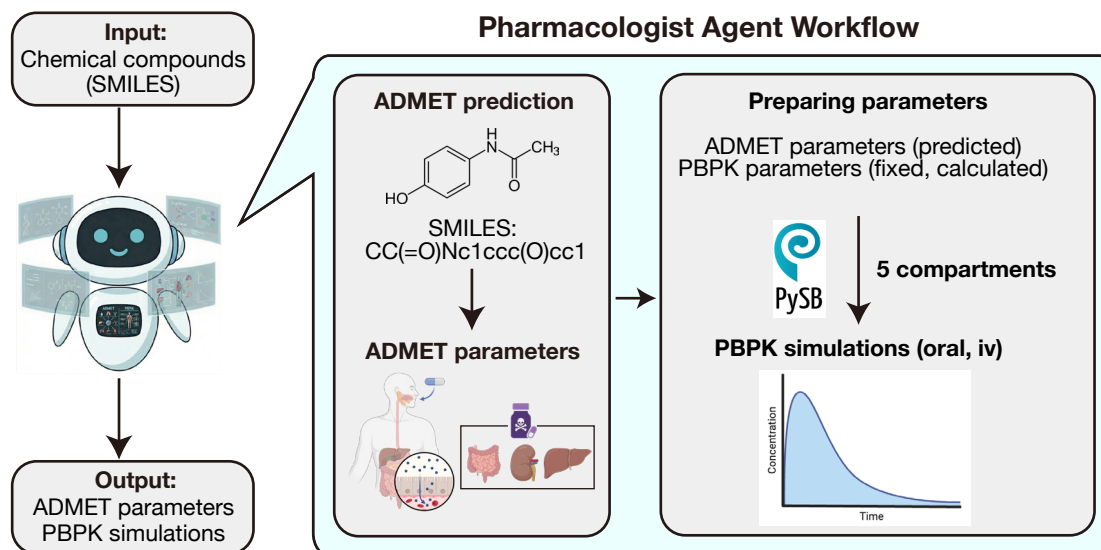 Input:
Chemical compounds
(SMILES)
Output:
ADMET parameters
PBPK simulations
Pharmacologist Agent Workflow
ADMET prediction
H
N
CH3
O
HO
SMILES:
CC(=O)Nc1ccc(O)cc1
ADMET parameters
Preparing parameters
ADMET parameters (predicted)
PBPK parameters (fixed, calculated)
PySB
5 compartments
PBPK simulations (oral, iv)
Concentration
Time